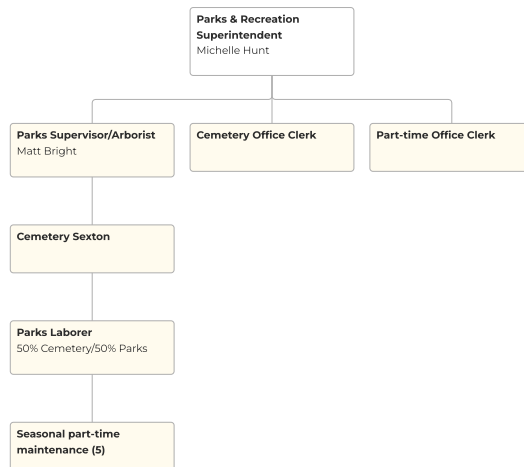 Parks & Recreation
Superintendent
Michelle Hunt
Parks Supervisor/Arborist
Matt Bright
Cemetery Office Clerk
Part-time Office Clerk
Cemetery Sexton
Parks Laborer
50% Cemetery/50% Parks
Seasonal part-time
maintenance (5)